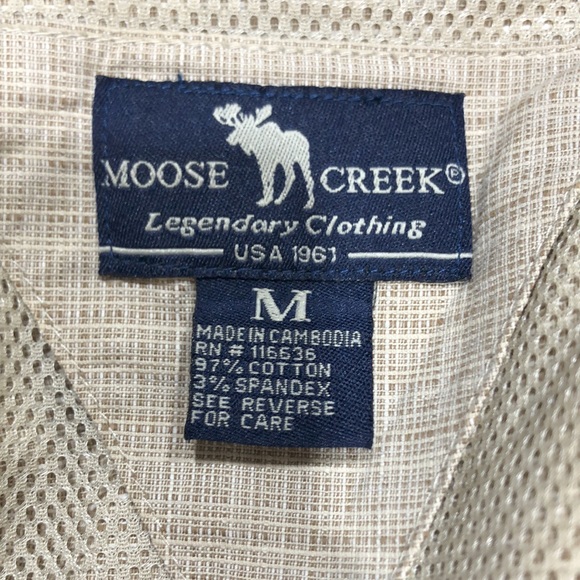 MOOSE CREEK®
Legendary Clothing
USA 1961
M
MADE IN CAMBODIA
RN # 116636
97% COTTON
3% SPANDEX
SEE REVERSE
FOR CARE